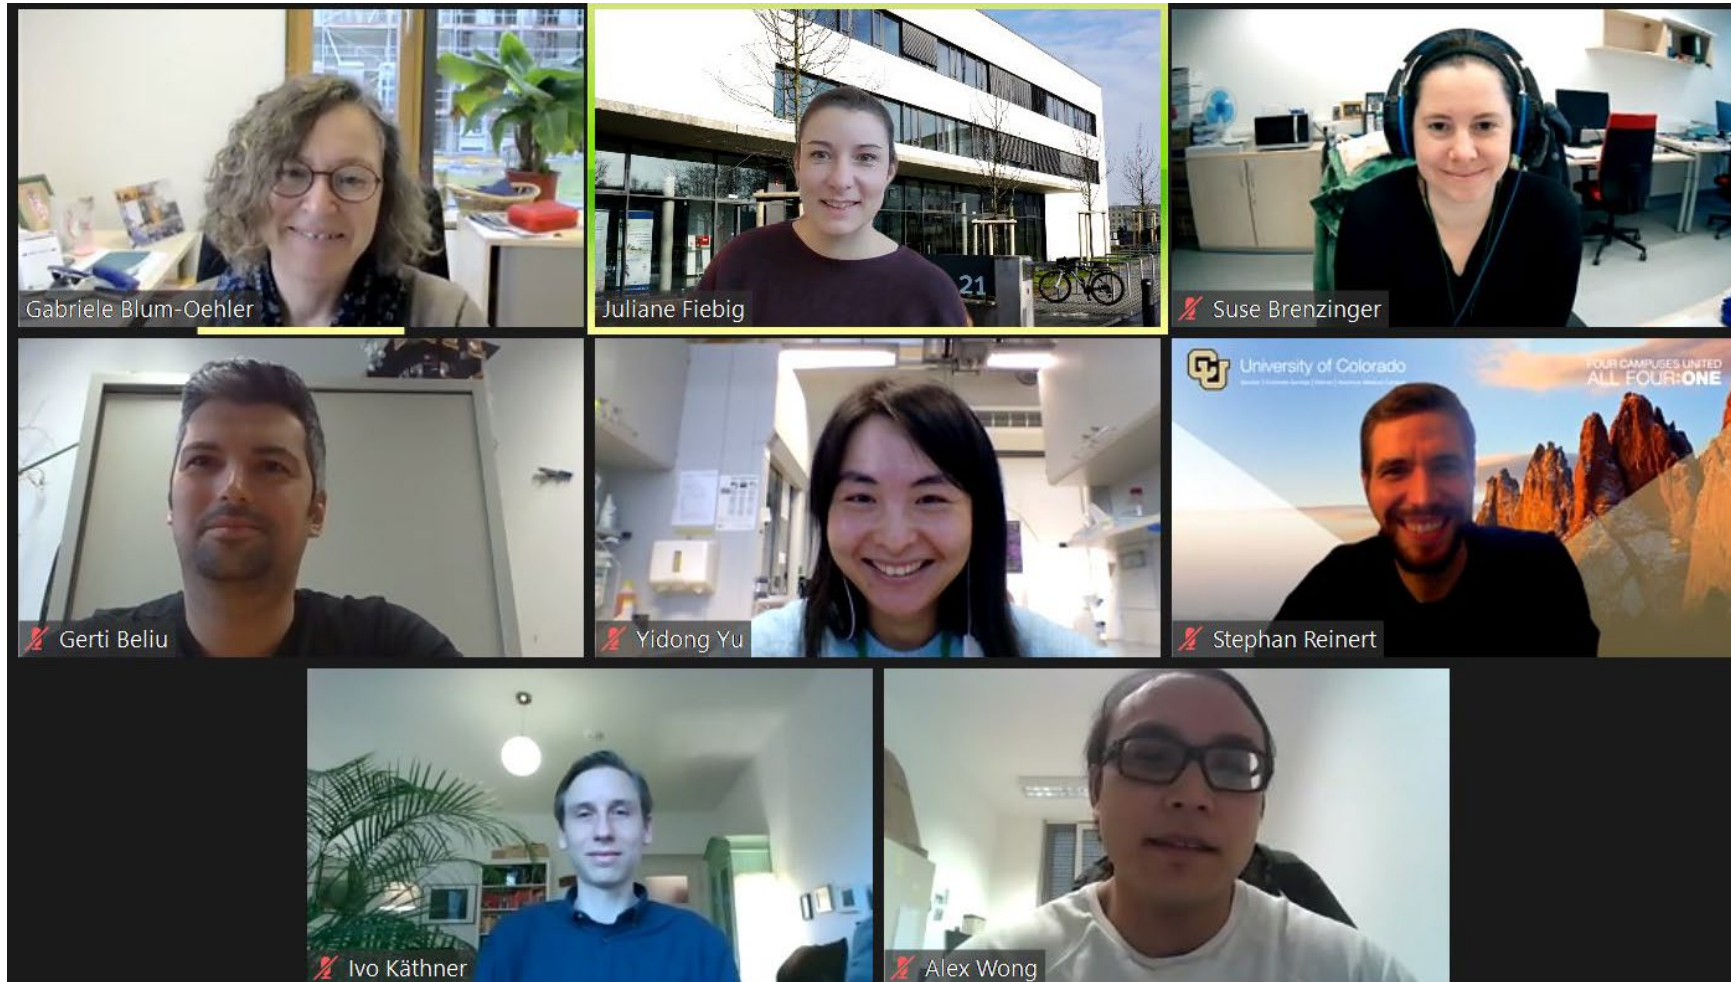 Gabriele Blum-Oehler
21
Juliane Fiebig
Suse Brenzinger
Gerti Beliu
Yidong Yu
CU
University of Colorado
FOUR CAMPUSES UNITED
ALL FOUR:ONE
Stephan Reinert
Ivo Käthner
Alex Wong